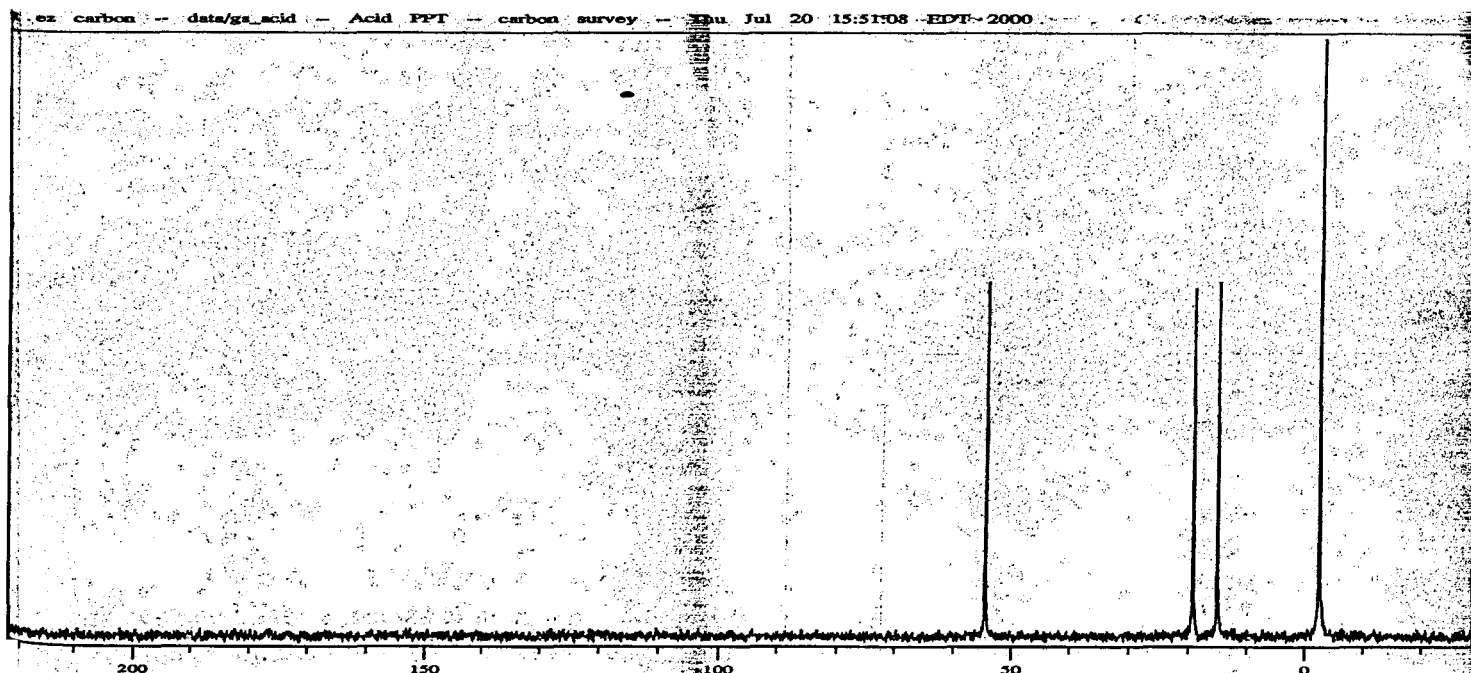 ez carbon -- data/gs_acid -- Acid PPT -- carbon survey -- Thu Jul 20 15:51:08 EDT 2000
200 150 100 50 0